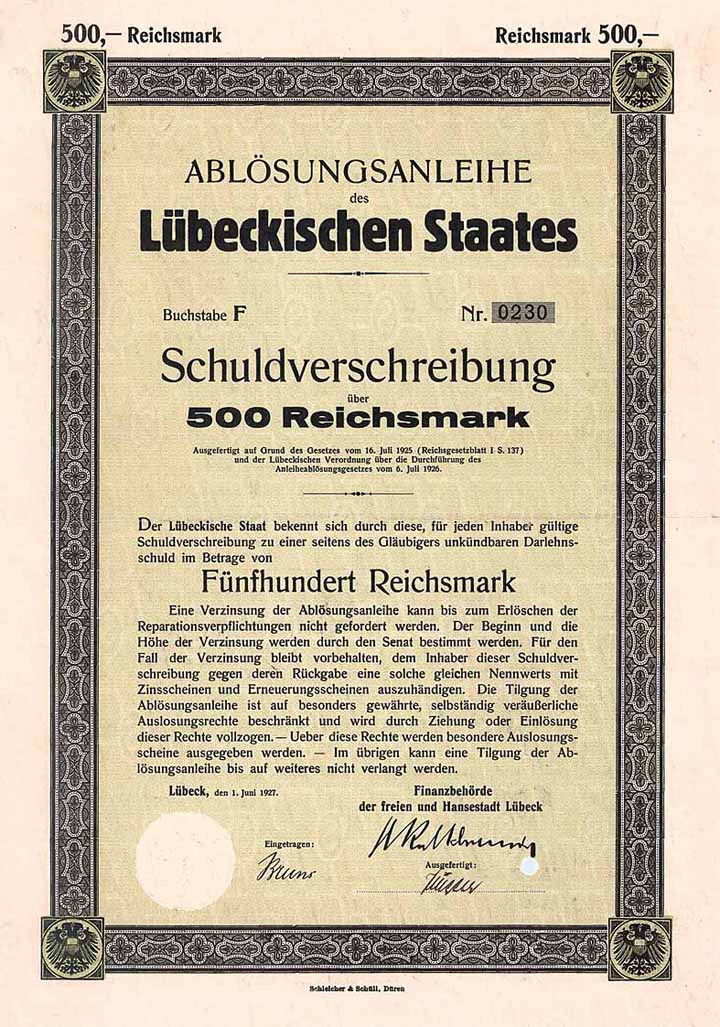 500,— Reichsmark Reichsmark 500,—
ABLÖSUNGSANLEIHE
des
Lübeckischen Staates
Buchstabe F Nr. 0230
Schuldverschreibung
über
500 Reichsmark
Ausgefertigt auf Grund des Gesetzes vom 16. Juli 1925 (Reichsgesetzblatt I S. 137)
und der Lübeckischen Verordnung über die Durchführung des
Anleiheablösungsgesetzes vom 6. Juli 1926.
Der Lübeckische Staat bekennt sich durch diese, für jeden Inhaber gültige
Schuldverschreibung zu einer seitens des Gläubigers unkündbaren Darlehns-
schuld im Betrage von
Fünfhundert Reichsmark
Eine Verzinsung der Ablösungsanleihe kann bis zum Erlöschen der
Reparationsverpflichtungen nicht gefordert werden. Der Beginn und die
Höhe der Verzinsung werden durch den Senat bestimmt werden. Für den
Fall der Verzinsung bleibt vorbehalten, dem Inhaber dieser Schuldver-
schreibung gegen deren Rückgabe eine solche gleichen Nennwerts mit
Zinsscheinen und Erneuerungsscheinen auszuhändigen. Die Tilgung der
Ablösungsanleihe ist auf besonders gewährte, selbständig veräußerliche
Auslosungsrechte beschränkt und wird durch Ziehung oder Einlösung
dieser Rechte vollzogen. — Ueber diese Rechte werden besondere Auslosungs-
scheine ausgegeben werden. — Im übrigen kann eine Tilgung der Ab-
lösungsanleihe bis auf weiteres nicht verlangt werden.
Lübeck, den 1. Juni 1927.
Finanzbehörde
der freien und Hansestadt Lübeck
Eingetragen:
Bruns
Ausgefertigt:
Schleicher & Schüll, Düren